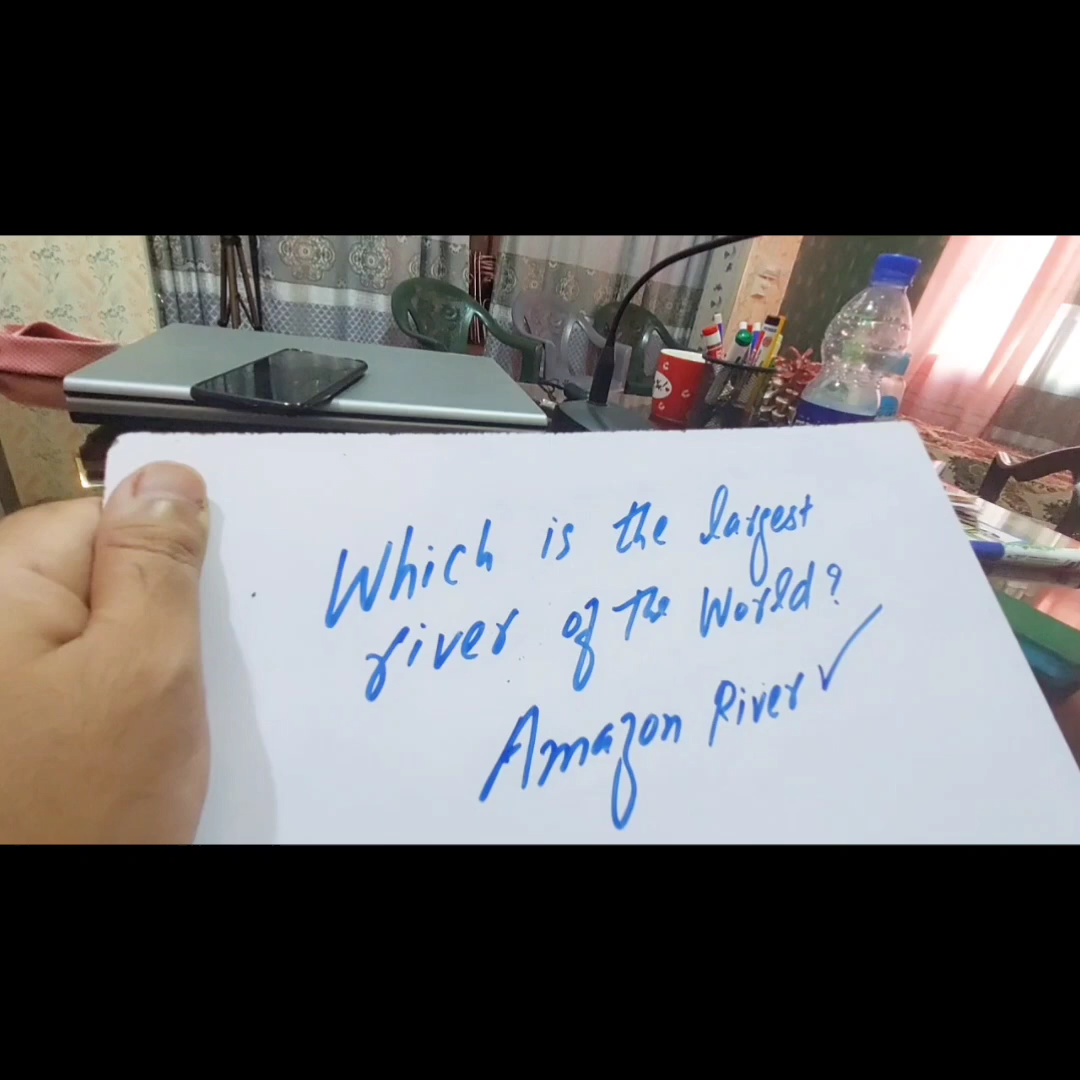 Which is the largest
river of the World?
Amazon River ✓